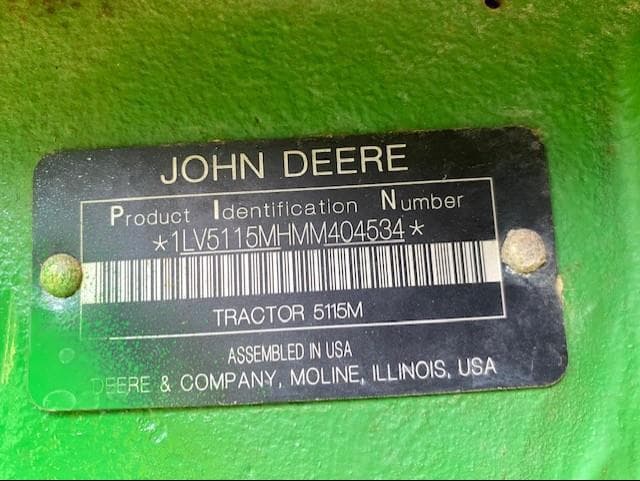 JOHN DEERE
Product Identification Number
*1LV5115MHMM404534*
TRACTOR 5115M
ASSEMBLED IN USA
DEERE & COMPANY, MOLINE, ILLINOIS, USA